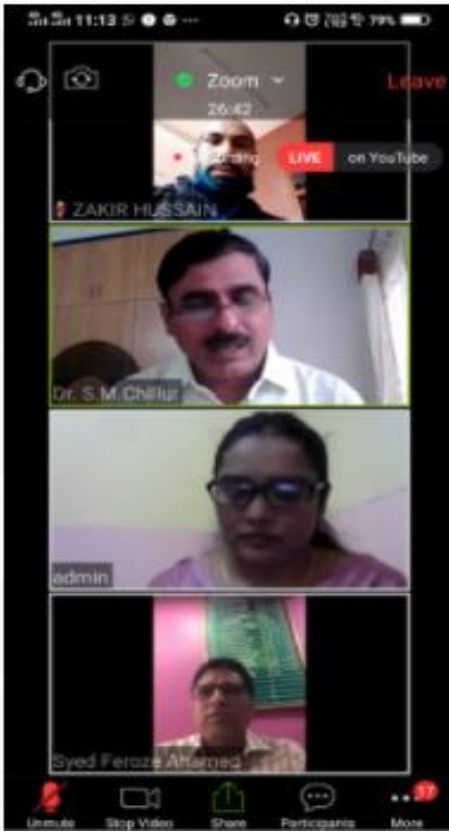 11:13
79%
Zoom
Leave
26:42
LIVE on YouTube
ZAKIR HUSSAIN
Dr. S.M.Chillur
admin
Syed Feroze Ahamed
Unmute Stop Video Share Participants More
37